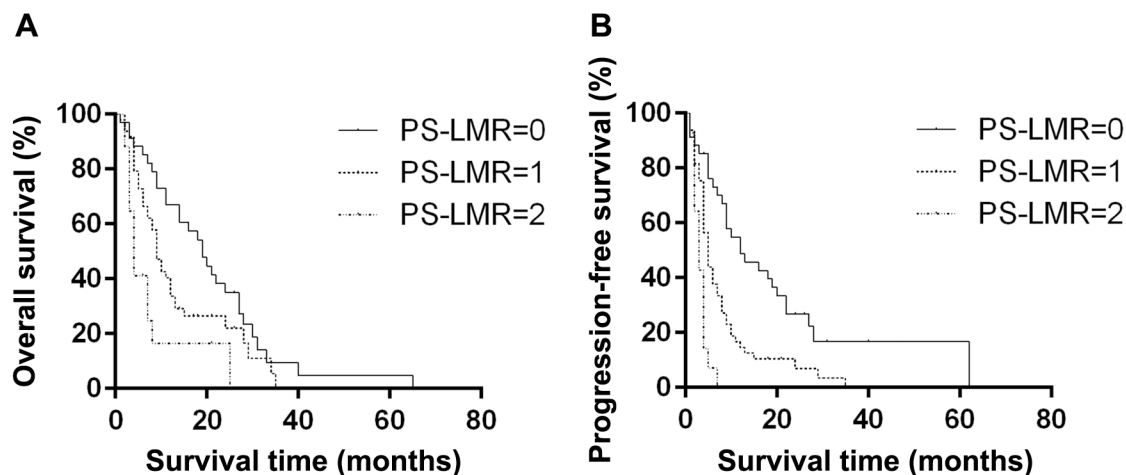 A
Overall survival (%)
100
80
60
40
20
0
0 20 40 60 80
Survival time (months)
PS-LMR=0
PS-LMR=1
PS-LMR=2
B
Progression-free survival (%)
100
80
60
40
20
0
0 20 40 60 80
Survival time (months)
PS-LMR=0
PS-LMR=1
PS-LMR=2